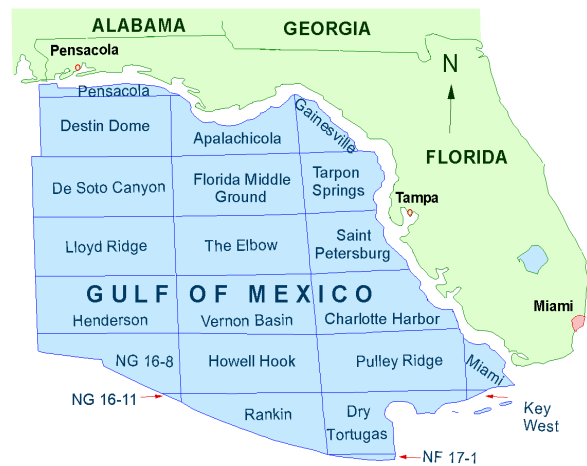 ALABAMA
GEORGIA
Pensacola
N
Pensacola
Destin Dome
Apalachicola
Gainesville
FLORIDA
De Soto Canyon
Florida Middle
Ground
Tarpon
Springs
Tampa
Lloyd Ridge
The Elbow
Saint
Petersburg
GULF OF MEXICO
Miami
Henderson
Vernon Basin
Charlotte Harbor
NG 16-8
Howell Hook
Pulley Ridge
Miami
NG 16-11
Rankin
Dry
Tortugas
Key
West
NF 17-1